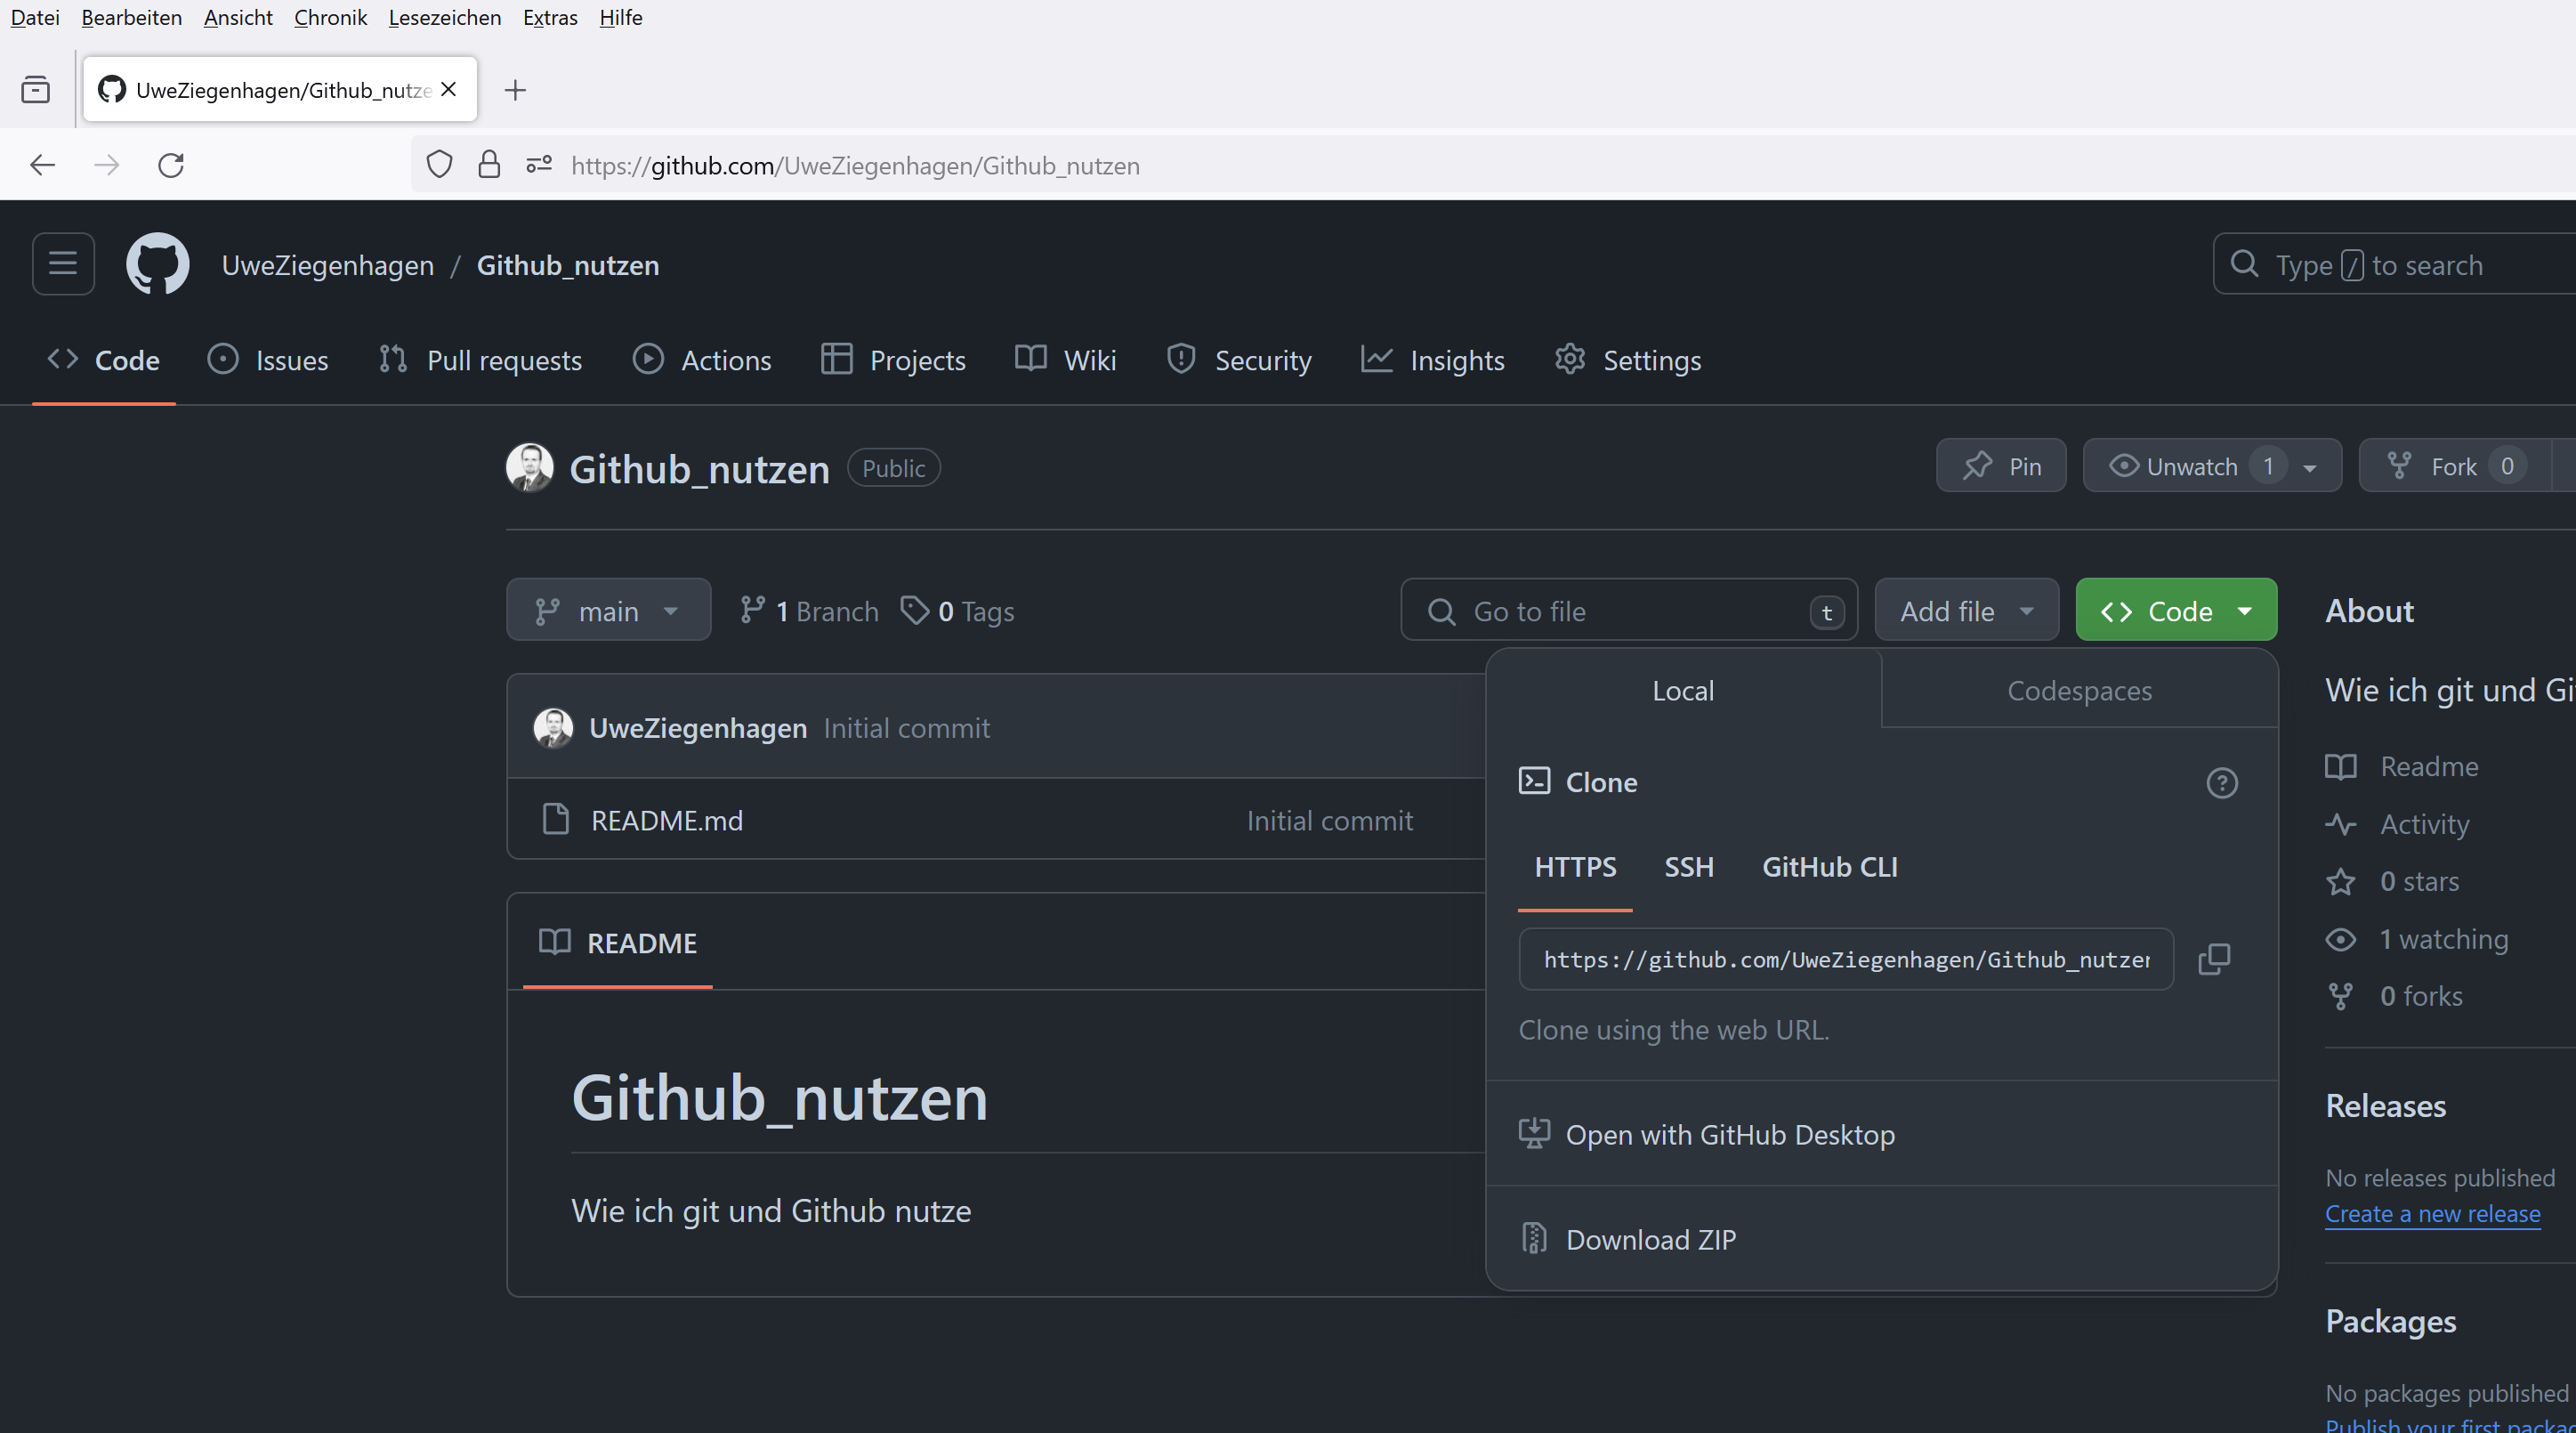 Datei Bearbeiten Ansicht Chronik Lesezeichen Extras Hilfe
UweZiegenhagen/Github_nutze
https://github.com/UweZiegenhagen/Github_nutzen
UweZiegenhagen / Github_nutzen
Type / to search
Code Issues Pull requests Actions Projects Wiki Security Insights Settings
Github_nutzen Public
Pin Unwatch 1 Fork 0
main 1 Branch 0 Tags
Go to file t Add file Code
About
Local Codespaces
Wie ich git und Gi
UweZiegenhagen Initial commit
Clone
Readme
README.md Initial commit
Activity
HTTPS SSH GitHub CLI
0 stars
README
https://github.com/UweZiegenhagen/Github_nutzer
1 watching
Clone using the web URL.
0 forks
Github_nutzen
Open with GitHub Desktop
Releases
Wie ich git und Github nutze
No releases published
Create a new release
Download ZIP
Packages
No packages published
Publish your first packag